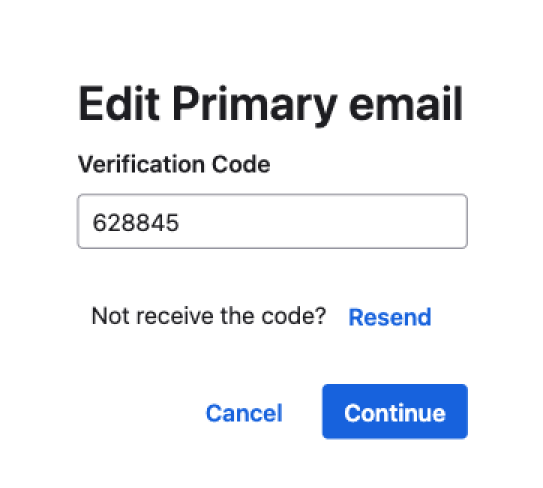 Edit Primary email
Verification Code
628845
Not receive the code? Resend
Cancel Continue